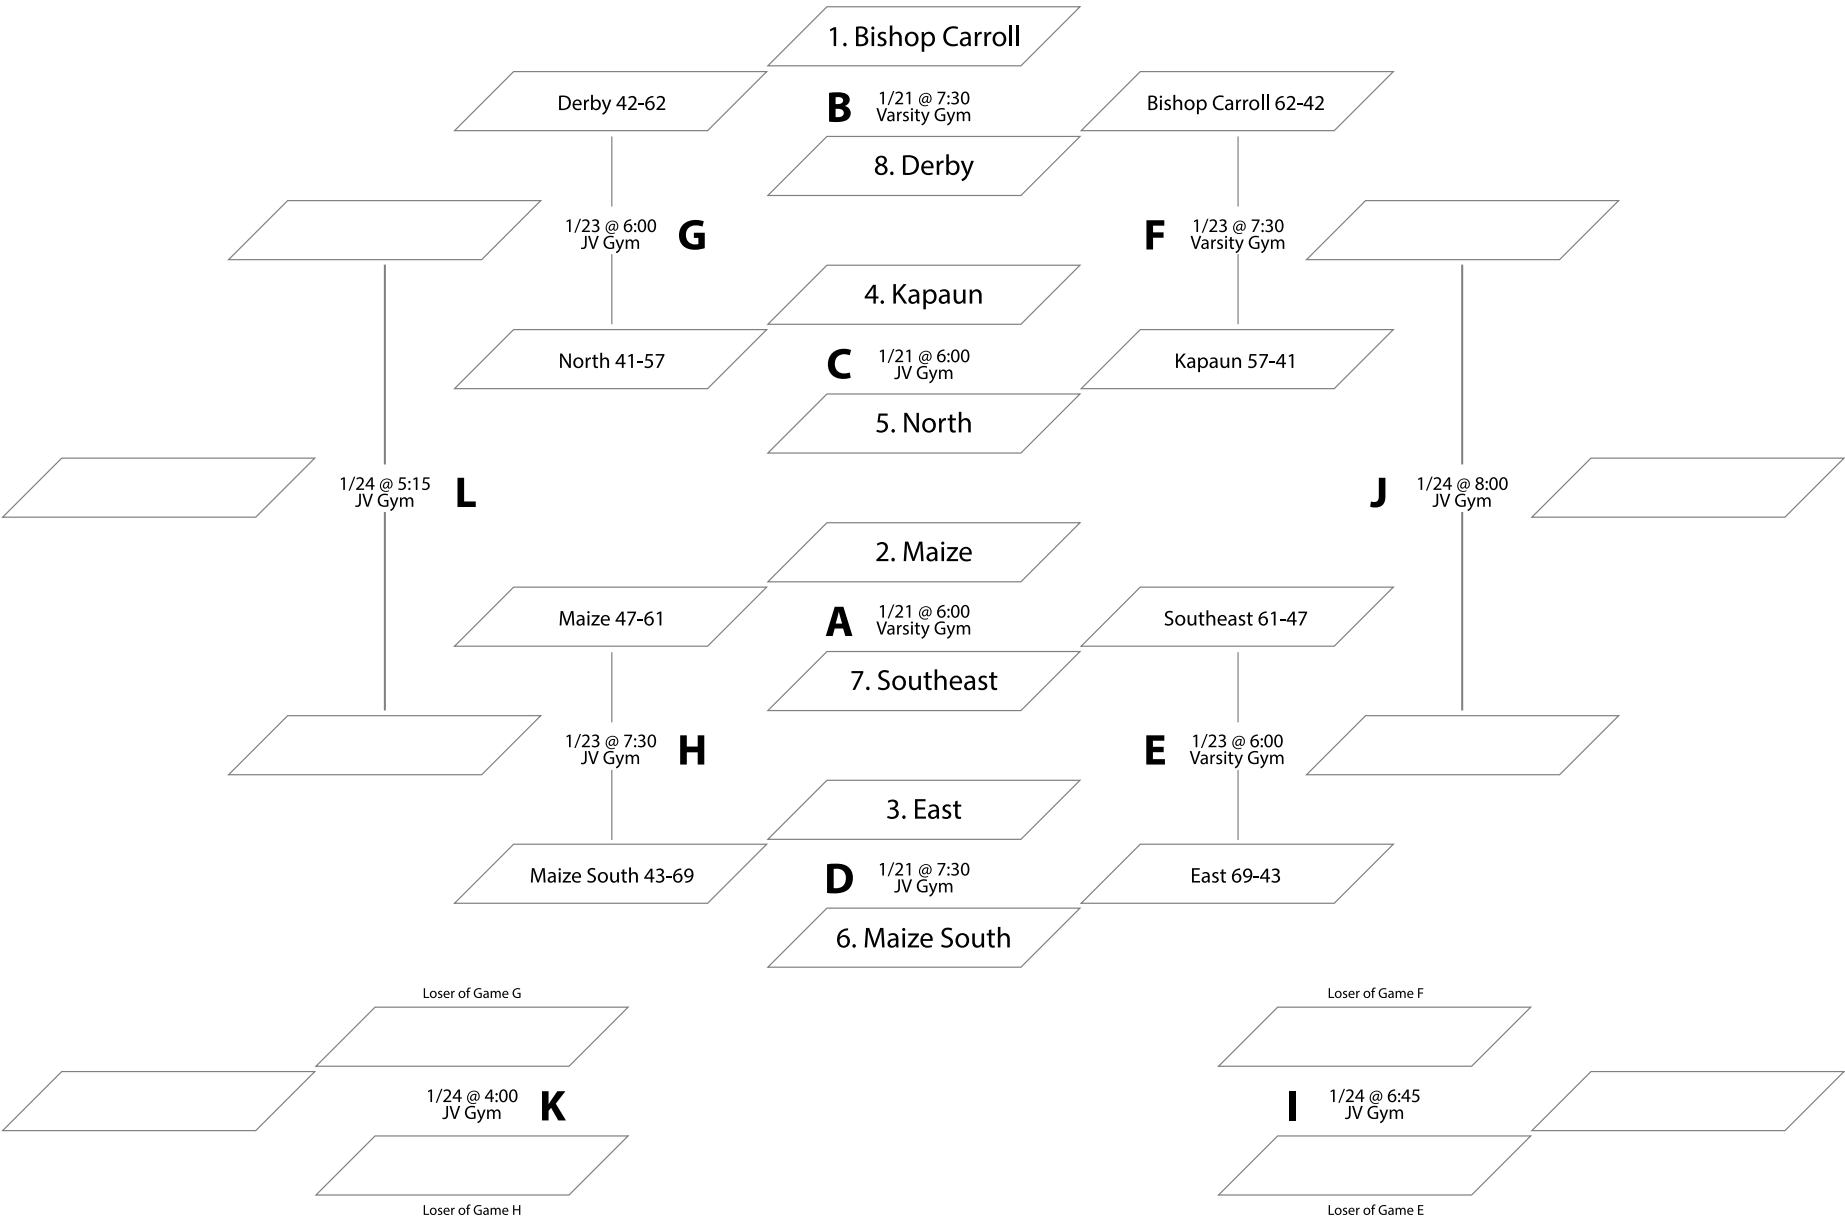 1. Bishop Carroll
Derby 42-62
B
1/21 @ 7:30
Varsity Gym
Bishop Carroll 62-42
8. Derby
1/23 @ 6:00
JV Gym
G
F
1/23 @ 7:30
Varsity Gym
4. Kapaun
North 41-57
C
1/21 @ 6:00
JV Gym
Kapaun 57-41
5. North
1/24 @ 5:15
JV Gym
L
J
1/24 @ 8:00
JV Gym
2. Maize
Maize 47-61
A
1/21 @ 6:00
Varsity Gym
Southeast 61-47
7. Southeast
1/23 @ 7:30
JV Gym
H
E
1/23 @ 6:00
Varsity Gym
3. East
Maize South 43-69
D
1/21 @ 7:30
JV Gym
East 69-43
6. Maize South
Loser of Game G
Loser of Game F
1/24 @ 4:00
JV Gym
K
I
1/24 @ 6:45
JV Gym
Loser of Game H
Loser of Game E